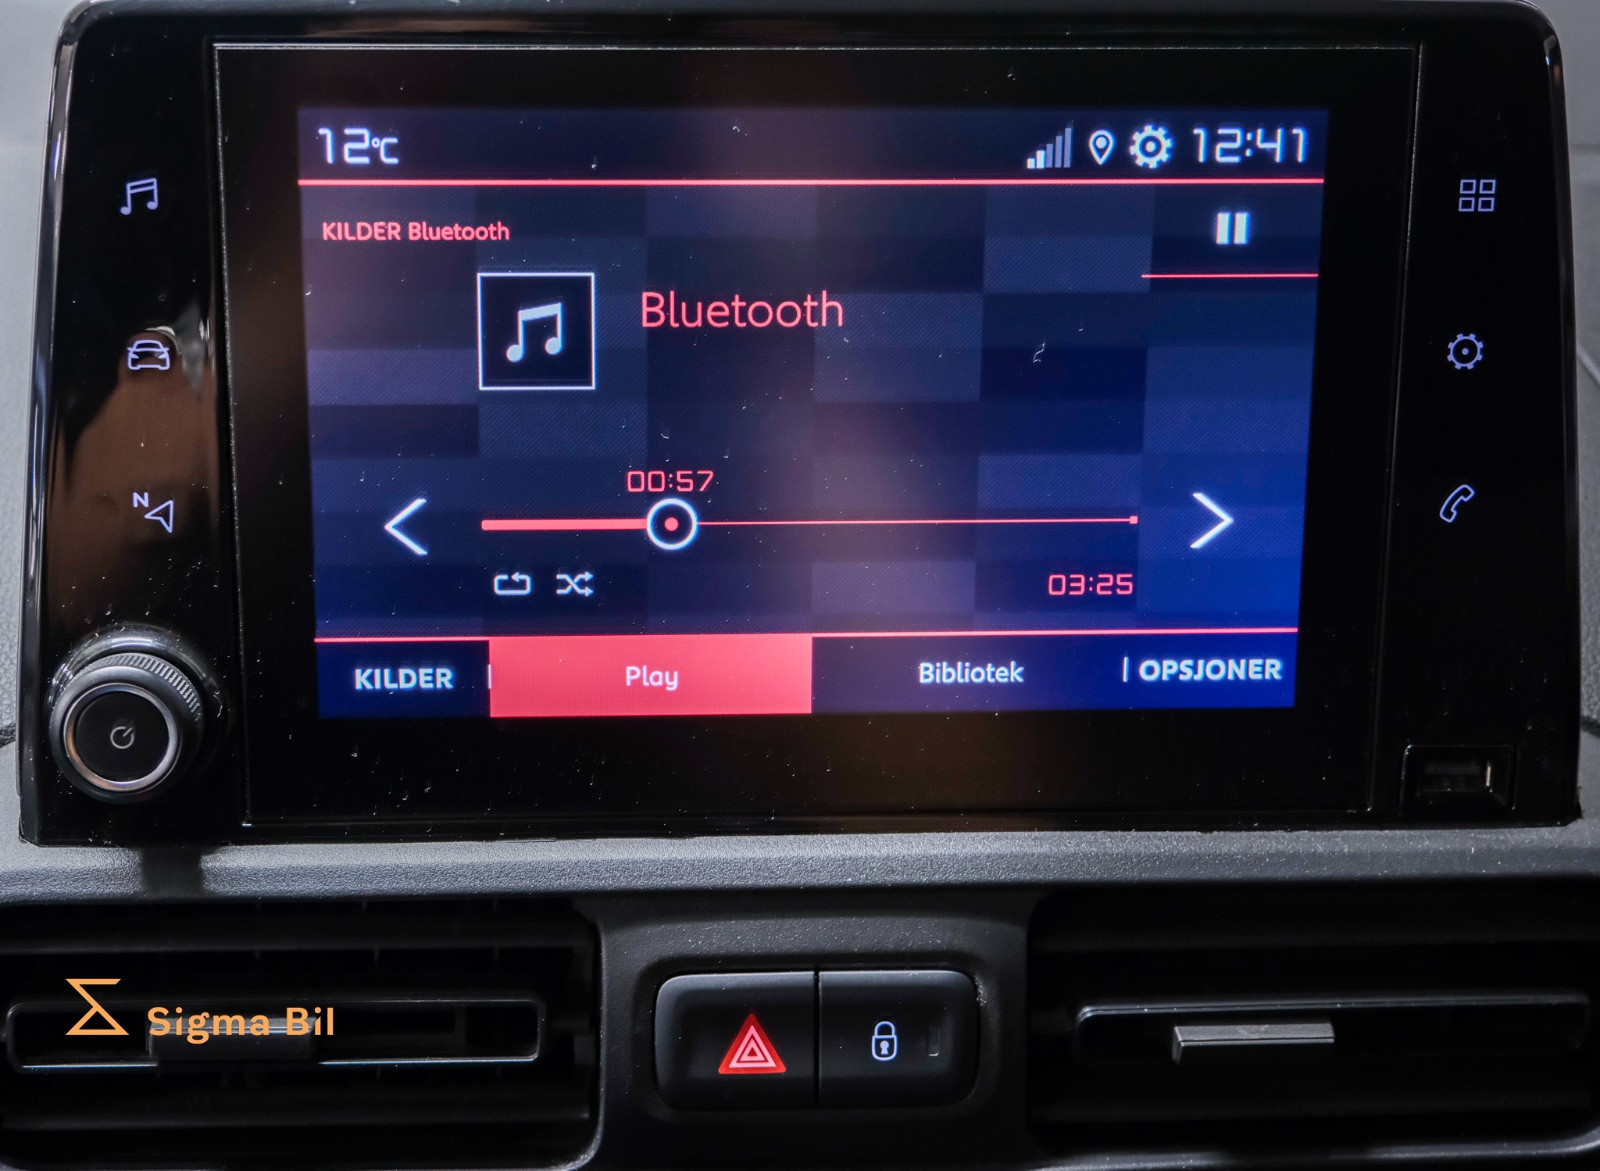 12°C
12:41
KILDER Bluetooth
Bluetooth
00:57
N
03:25
KILDER
Play
Bibliotek
OPSJONER
Sigma Bil